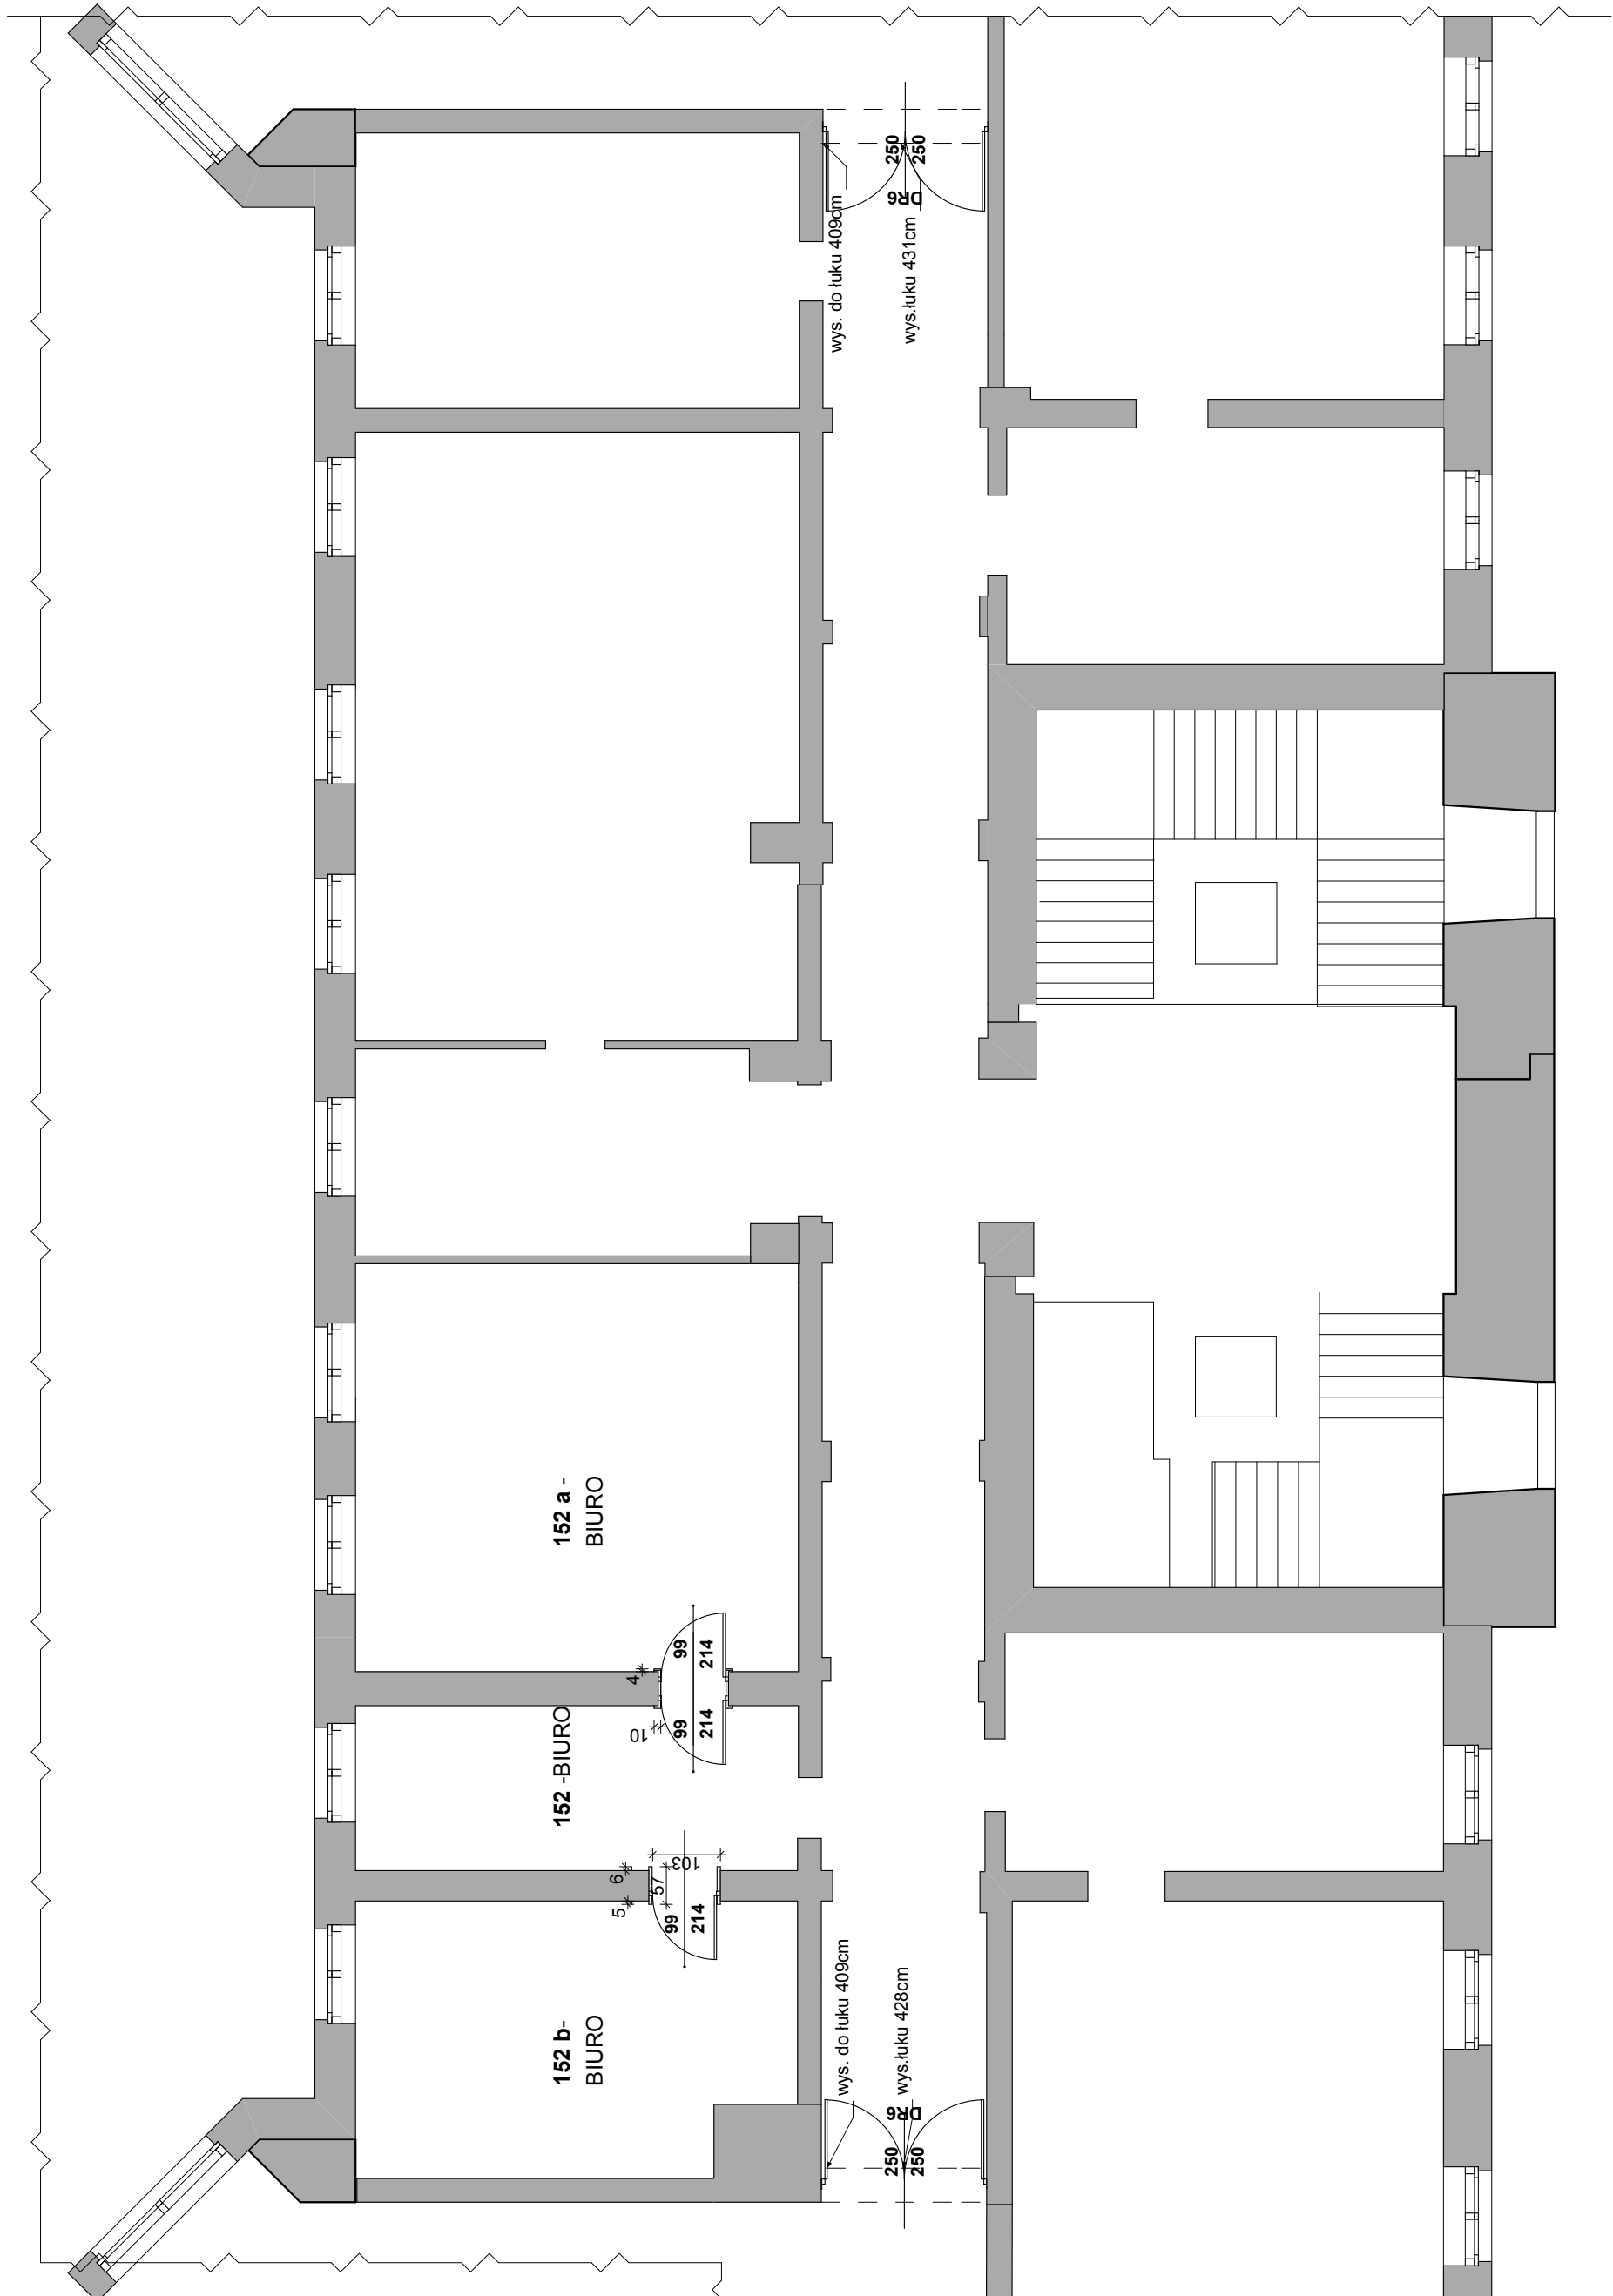 250
250
DR6
wys. do łuku 409cm
wys.łuku 431cm
152 a -
BIURO
4
99
214
10
99
214
152 -BIURO
103
6
57
5
99
214
152 b-
BIURO
wys. do łuku 409cm
wys.łuku 428cm
DR6
250
250